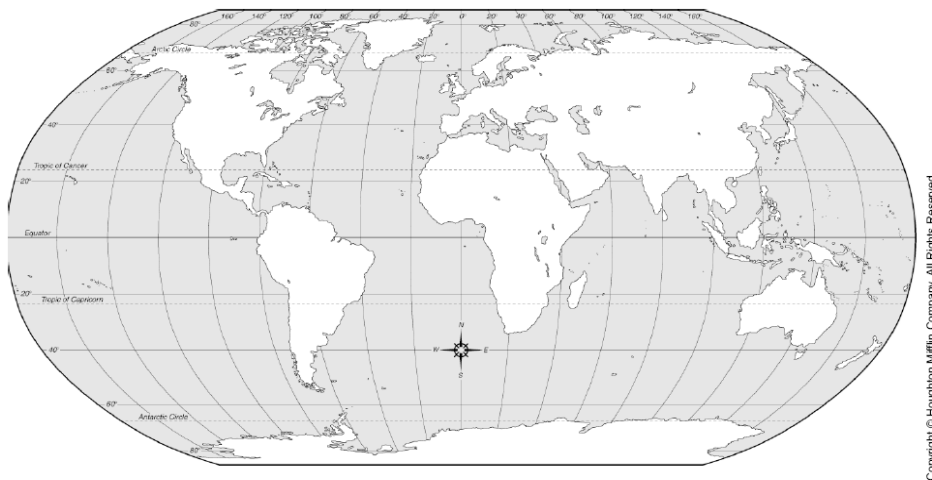 160° 140° 120° 100° 80° 60° 40° 20° 0° 20° 40° 60° 80° 100° 120° 140° 160°
80°
Arctic Circle
60°
40°
Tropic of Cancer
20°
Equator
20°
Tropic of Capricorn
N
W E
S
40°
60°
Antarctic Circle
80°
Copyright © Houghton Mifflin Company. All Rights Reserved.